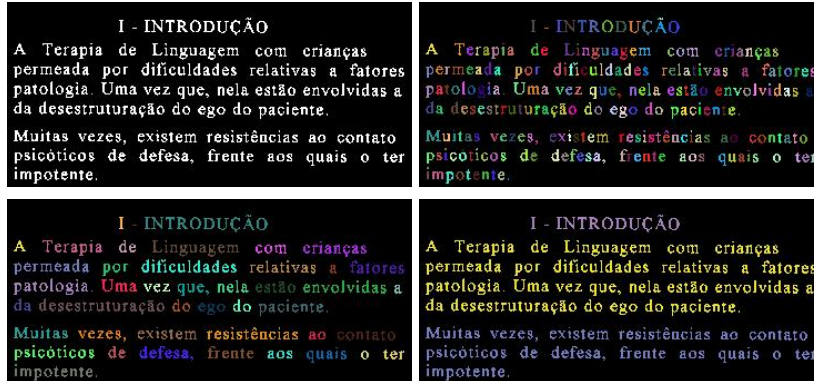 I - INTRODUÇÃO
A Terapia de Linguagem com crianças
permeada por dificuldades relativas a fatores
patologia. Uma vez que, nela estão envolvidas a
da desestruturação do ego do paciente.
Muitas vezes, existem resistências ao contato
psicóticos de defesa, frente aos quais o ter
impotente.
I - INTRODUÇÃO
A Terapia de Linguagem com crianças
permeada por dificuldades relativas a fatores
patologia. Uma vez que, nela estão envolvidas a
da desestruturação do ego do paciente.
Muitas vezes, existem resistências ao contato
psicóticos de defesa, frente aos quais o ter
impotente.
I - INTRODUÇÃO
A Terapia de Linguagem com crianças
permeada por dificuldades relativas a fatores
patologia. Uma vez que, nela estão envolvidas a
da desestruturação do ego do paciente.
Muitas vezes, existem resistências ao contato
psicóticos de defesa, frente aos quais o ter
impotente.
I - INTRODUÇÃO
A Terapia de Linguagem com crianças
permeada por dificuldades relativas a fatores
patologia. Uma vez que, nela estão envolvidas a
da desestruturação do ego do paciente.
Muitas vezes, existem resistências ao contato
psicóticos de defesa, frente aos quais o ter
impotente.